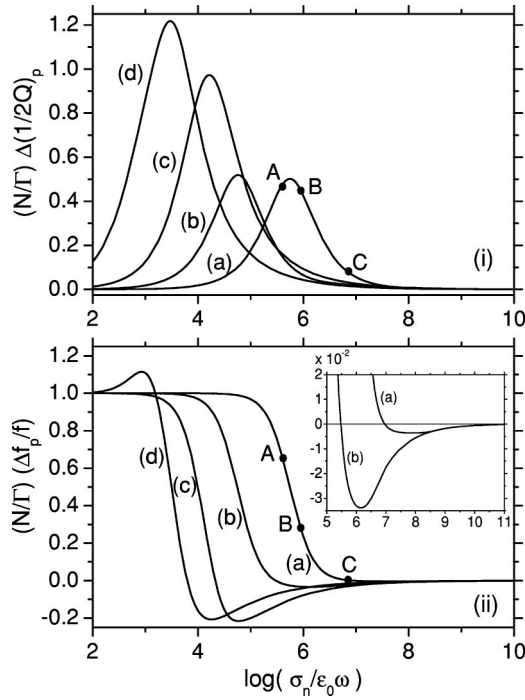 1.2
1.0
0.8
0.6
0.4
0.2
0.0
(N/Γ) Δ(1/2Q)p
(d)
(c)
(b)
(a)
A
B
C
(i)
2
4
6
8
10
1.2
1.0
0.8
0.6
0.4
0.2
0.0
-0.2
(N/Γ) (Δfp/f)
(d)
(c)
(b)
(a)
A
B
C
(ii)
x 10-2
2
1
0
-1
-2
-3
(a)
(b)
5 6 7 8 9 10 11
2
4
6
8
10
log( σn/ε0ω)